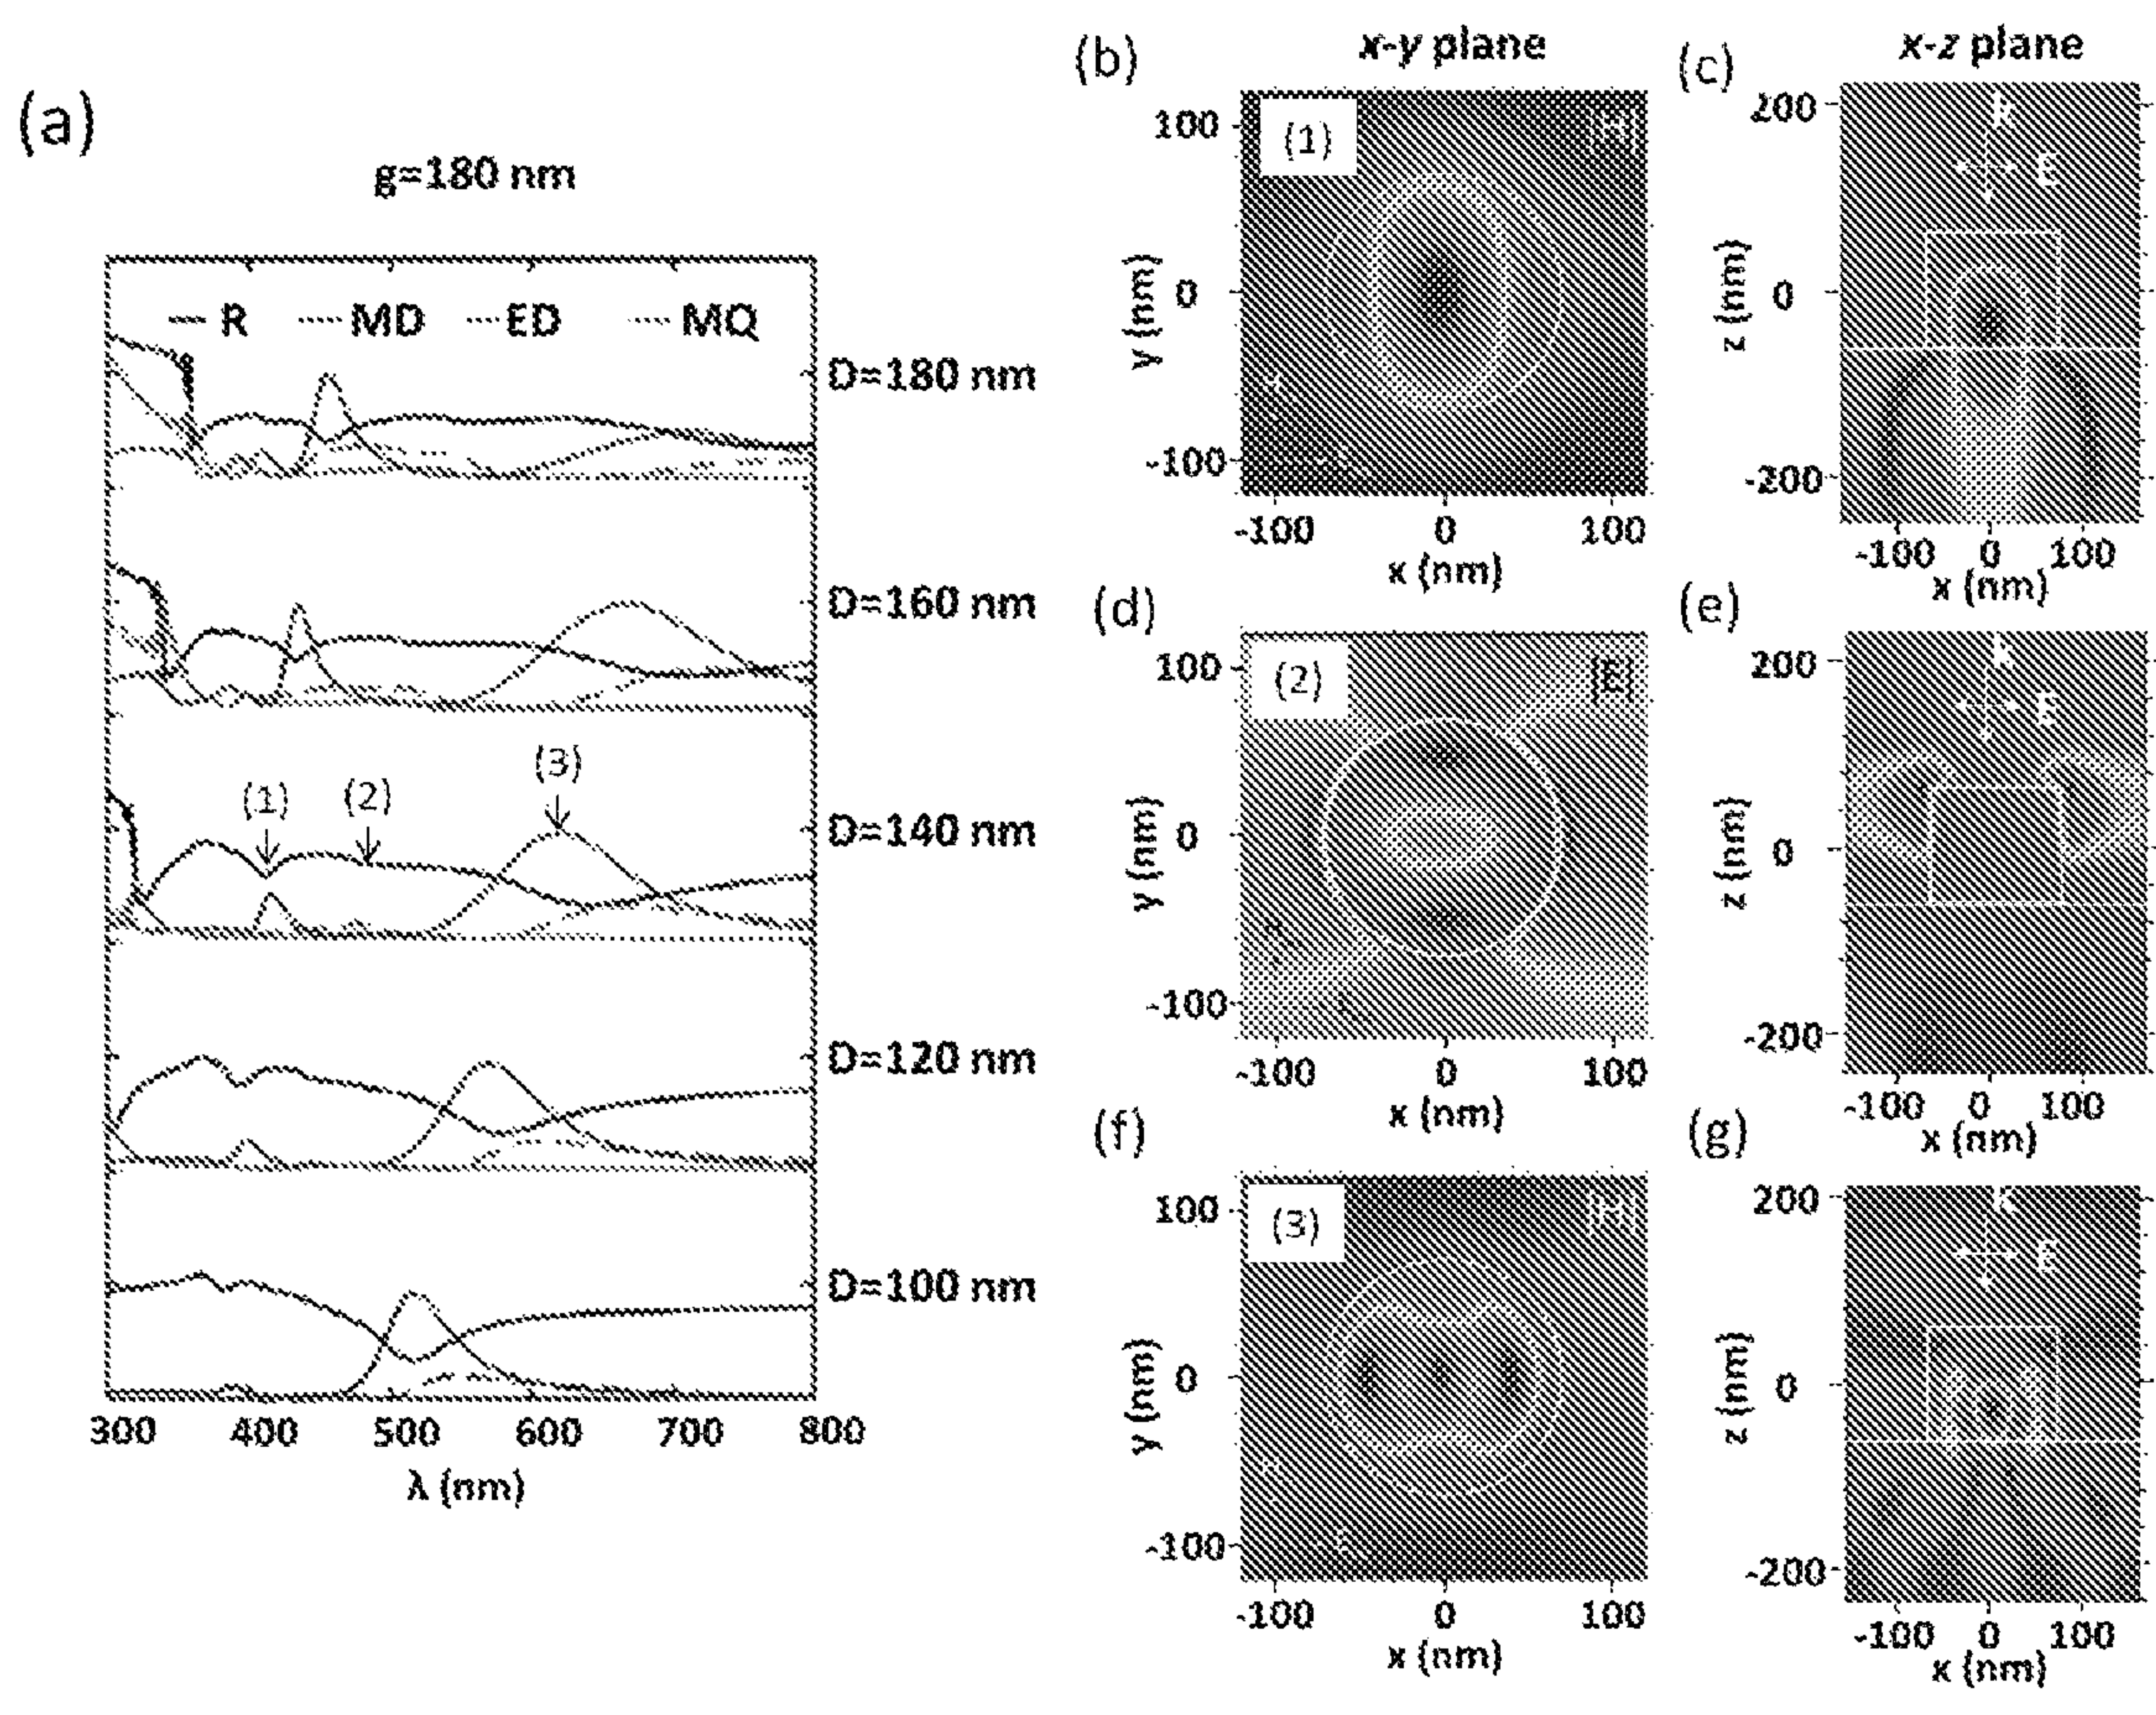 (a)
g=180 nm
R MD ED MQ
D=180 nm
D=160 nm
(1) (2) (3)
D=140 nm
D=120 nm
D=100 nm
300 400 500 600 700 800
λ (nm)
(b)
x-y plane
(1)
|H|
100
0
-100
y (nm)
-100 0 100
x (nm)
(c)
x-z plane
E
200
0
-200
z (nm)
-100 0 100
x (nm)
(d)
(2)
|E|
100
0
-100
y (nm)
-100 0 100
x (nm)
(e)
k
E
200
0
-200
z (nm)
-100 0 100
x (nm)
(f)
(3)
|H|
100
0
-100
y (nm)
-100 0 100
x (nm)
(g)
k
E
200
0
-200
z (nm)
-100 0 100
x (nm)